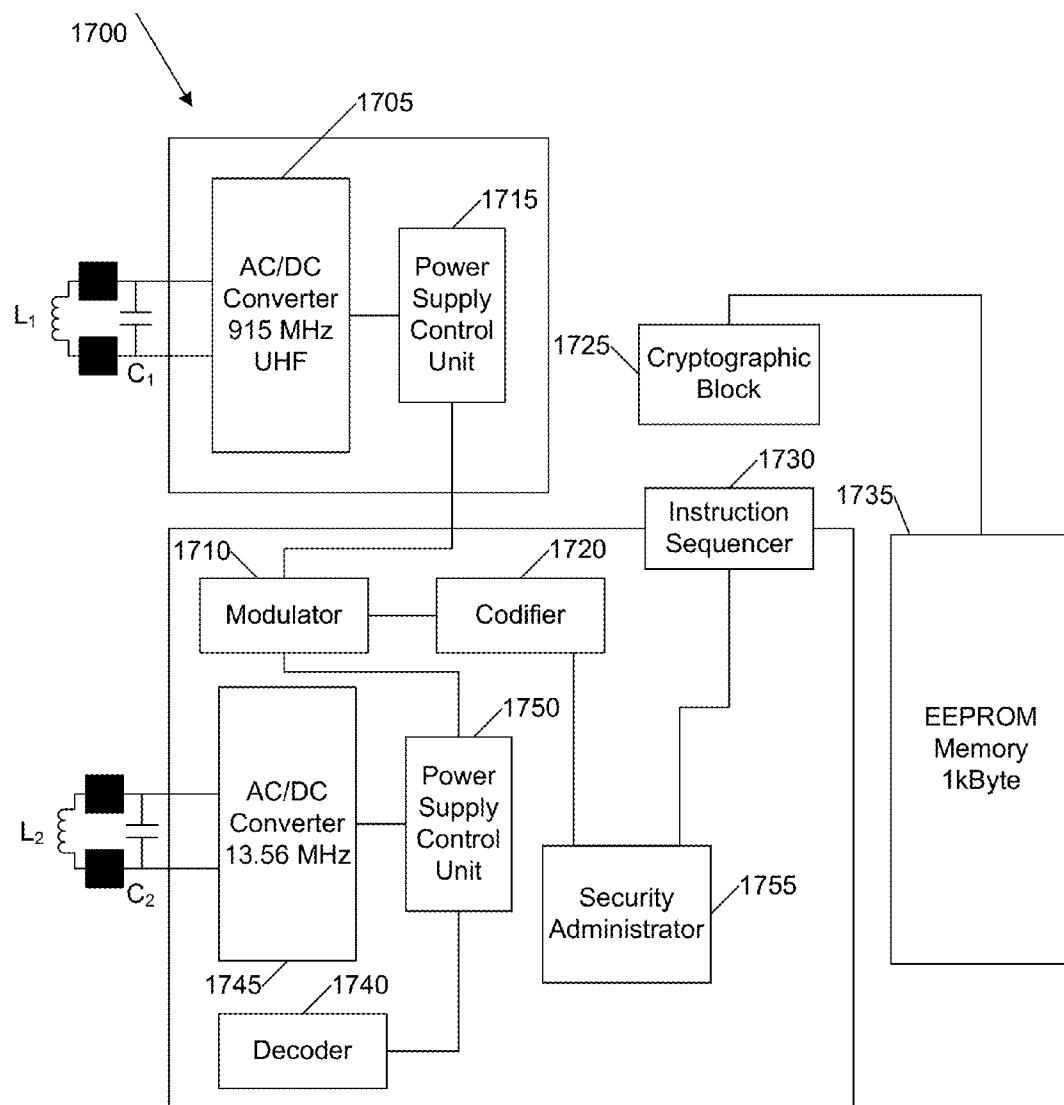 1700
1705
1715
AC/DC
Converter
915 MHz
UHF
Power
Supply
Control
Unit
L₁
C₁
1725
Cryptographic
Block
1730
Instruction
Sequencer
1735
1710
Modulator
1720
Codifier
EEPROM
Memory
1kByte
1750
AC/DC
Converter
13.56 MHz
Power
Supply
Control
Unit
L₂
C₂
Security
Administrator
1755
1745
1740
Decoder